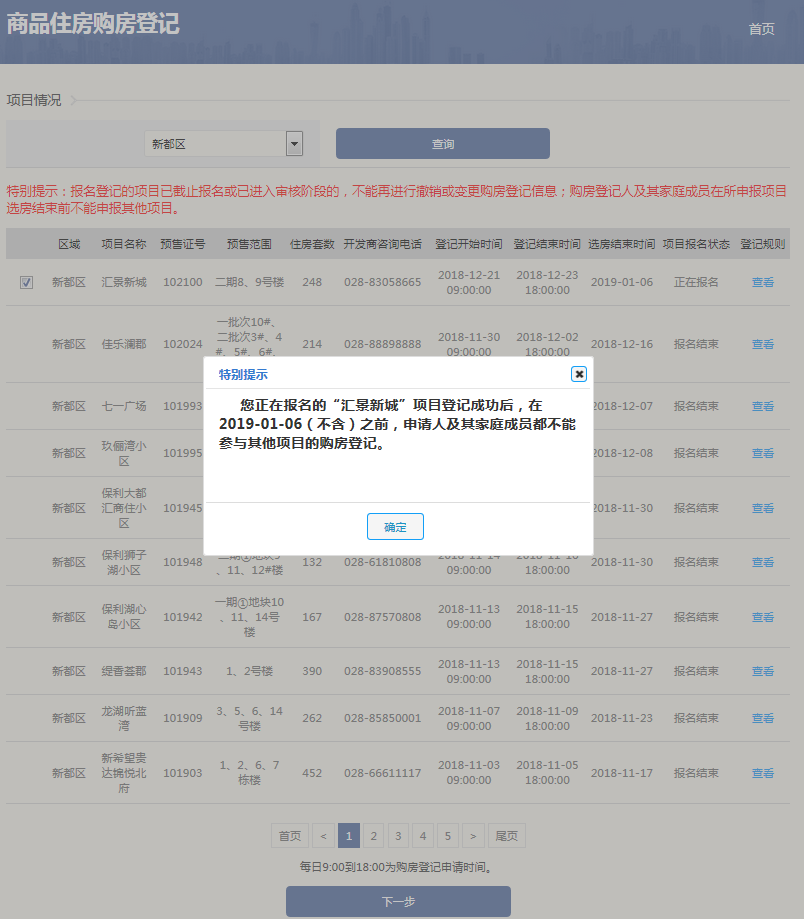 商品住房购房登记
首页
项目情况
新都区
查询
特别提示：报名登记的项目已截止报名或已进入审核阶段的，不能再进行撤销或变更购房登记信息；购房登记人及其家庭成员在所申报项目
选房结束前不能申报其他项目。
区域 项目名称 预售证号 预售范围 住房套数 开发商咨询电话 登记开始时间 登记结束时间 选房结束时间 项目报名状态 登记规则
新都区 汇景新城 102100 二期8、9号楼 248 028-83058665 2018-12-21 09:00:00 2018-12-23 18:00:00 2019-01-06 正在报名 查看
新都区 佳乐澜郡 102024 一批次10#、二批次3#、4#、5#、6#、 214 028-88898888 2018-11-30 09:00:00 2018-12-02 18:00:00 2018-12-16 报名结束 查看
特别提示
您正在报名的“汇景新城”项目登记成功后，在
2019-01-06（不含）之前，申请人及其家庭成员都不能
参与其他项目的购房登记。
确定
新都区 七一广场 101993 2018-12-07 报名结束 查看
新都区 玖俪湾小区 101995 2018-12-08 报名结束 查看
新都区 保利大都汇商住小区 101945 2018-11-30 报名结束 查看
新都区 保利狮子湖小区 101948 二期①地块9、11、12#楼 132 028-61810808 2018-11-14 09:00:00 18:00:00 2018-11-30 报名结束 查看
新都区 保利湖心岛小区 101942 一期①地块10、11、14号楼 167 028-87570808 2018-11-13 09:00:00 2018-11-15 18:00:00 2018-11-27 报名结束 查看
新都区 缇香荟郡 101943 1、2号楼 390 028-83908555 2018-11-13 09:00:00 2018-11-15 18:00:00 2018-11-27 报名结束 查看
新都区 龙湖听蓝湾 101909 3、5、6、14号楼 262 028-85850001 2018-11-07 09:00:00 2018-11-09 18:00:00 2018-11-23 报名结束 查看
新都区 新希望贵达锦悦北府 101903 1、2、6、7栋楼 452 028-66611117 2018-11-03 09:00:00 2018-11-05 18:00:00 2018-11-17 报名结束 查看
首页 < 1 2 3 4 5 > 尾页
每日9:00到18:00为购房登记申请时间。
下一步